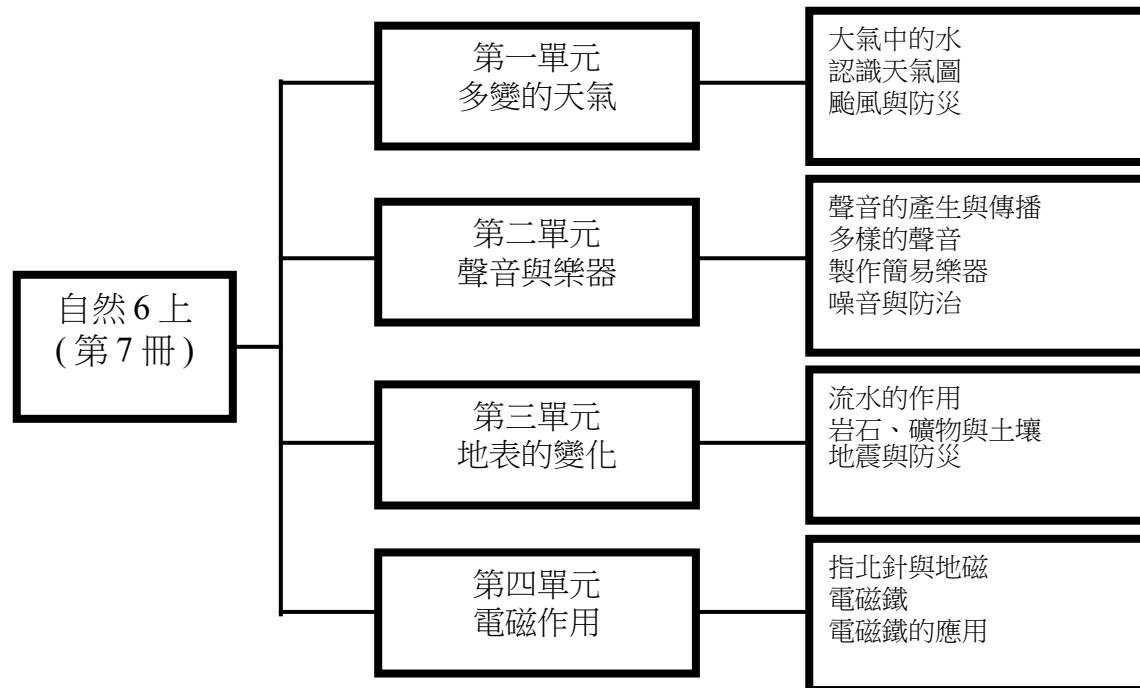 自然6上
(第7冊)
第一單元
多變的天氣
大氣中的水
認識天氣圖
颱風與防災
第二單元
聲音與樂器
聲音的產生與傳播
多樣的聲音
製作簡易樂器
噪音與防治
第三單元
地表的變化
流水的作用
岩石、礦物與土壤
地震與防災
第四單元
電磁作用
指北針與地磁
電磁鐵
電磁鐵的應用